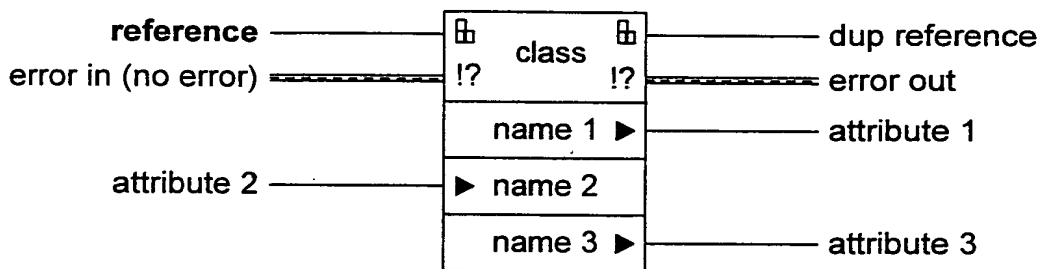 reference
class
dup reference
error in (no error)
!?
!?
error out
name 1
attribute 1
attribute 2
name 2
name 3
attribute 3